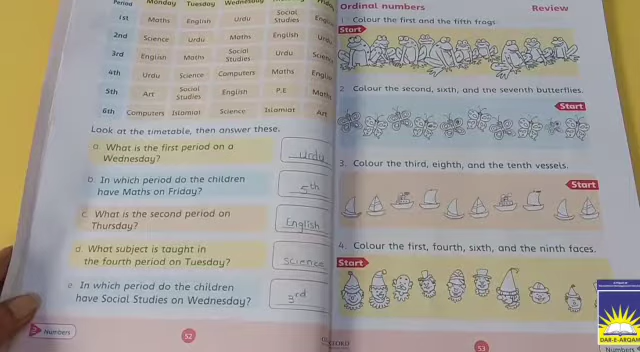 Period Monday Tuesday Wednesday
1st Maths English Urdu Social Studies English
2nd Science Urdu Maths English Urdu
3rd English Maths Social Studies Urdu Science
4th Urdu Science Computers Maths English
5th Art Social Studies English P.E Maths
6th Computers Islamiat Science Islamiat Art
Look at the timetable, then answer these.
a. What is the first period on a
Wednesday?
Urdu
b. In which period do the children
have Maths on Friday?
5th
c. What is the second period on
Thursday?
English
d. What subject is taught in
the fourth period on Tuesday?
Science
e. In which period do the children
have Social Studies on Wednesday?
3rd
Numbers
52
Ordinal numbers Review
1 Colour the first and the fifth frogs.
Start
2 Colour the second, sixth, and the seventh butterflies.
Start
3. Colour the third, eighth, and the tenth vessels.
Start
4. Colour the first, fourth, sixth, and the ninth faces.
Start
OXFORD
53
DAR-E-ARQAM
Numbers